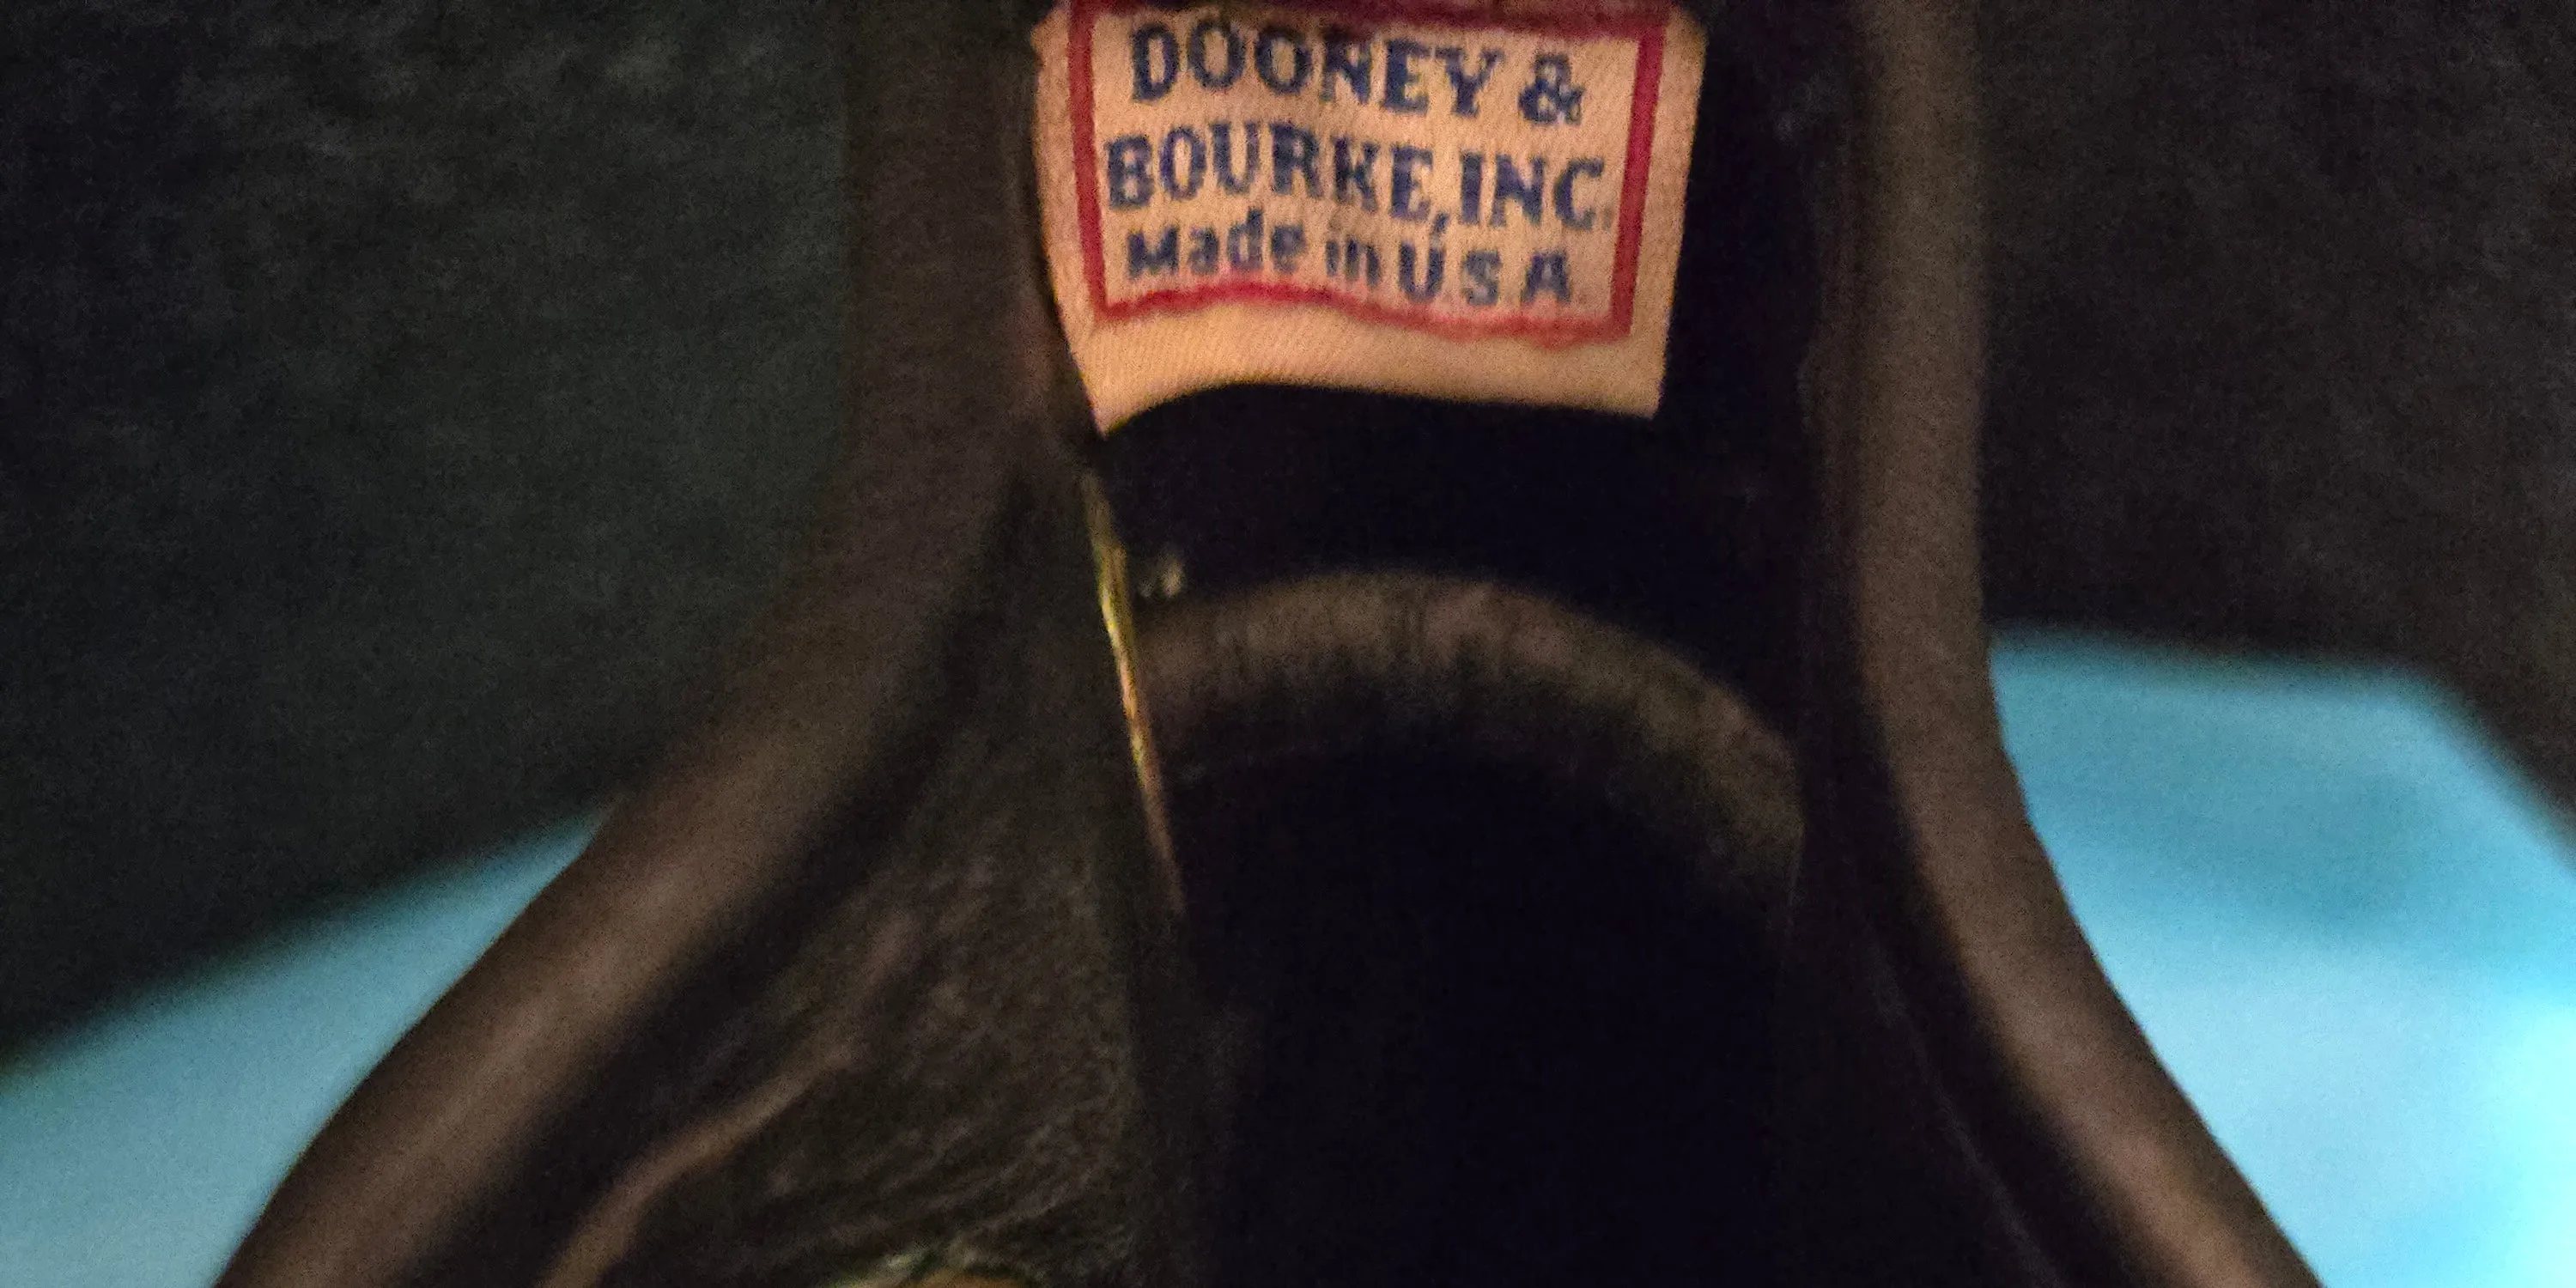 DOONEY &
BOURKE, INC.
Made in U.S.A.